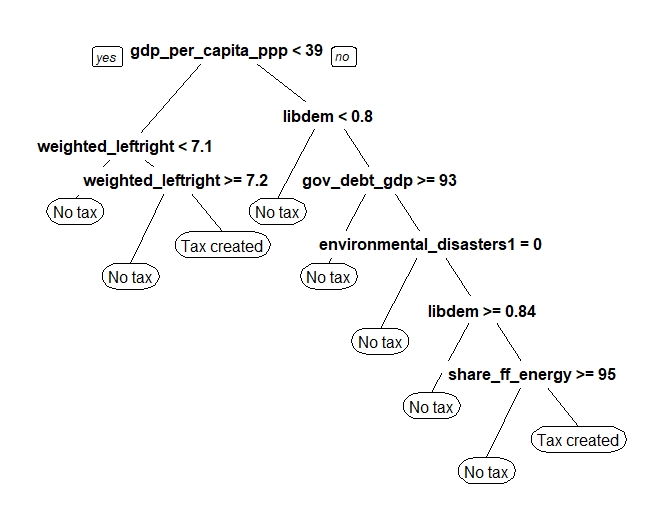 yes gdp_per_capita_ppp < 39 no
libdem < 0.8
weighted_leftright < 7.1
weighted_leftright >= 7.2
gov_debt_gdp >= 93
No tax
No tax
Tax created
environmental_disasters1 = 0
No tax
No tax
libdem >= 0.84
No tax
share_ff_energy >= 95
No tax
Tax created
No tax